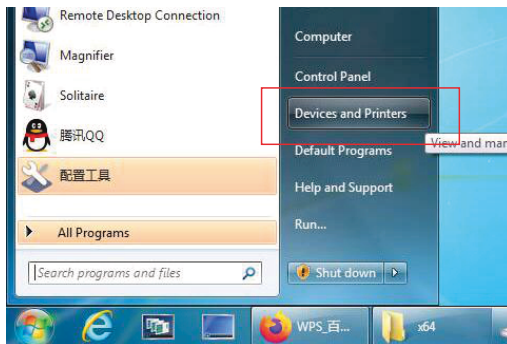 Remote Desktop Connection
Magnifier
Solitaire
腾讯QQ
配置工具
All Programs
Search programs and files
Computer
Control Panel
Devices and Printers
View and mar
Default Programs
Help and Support
Run...
Shut down
WPS_百...
x64